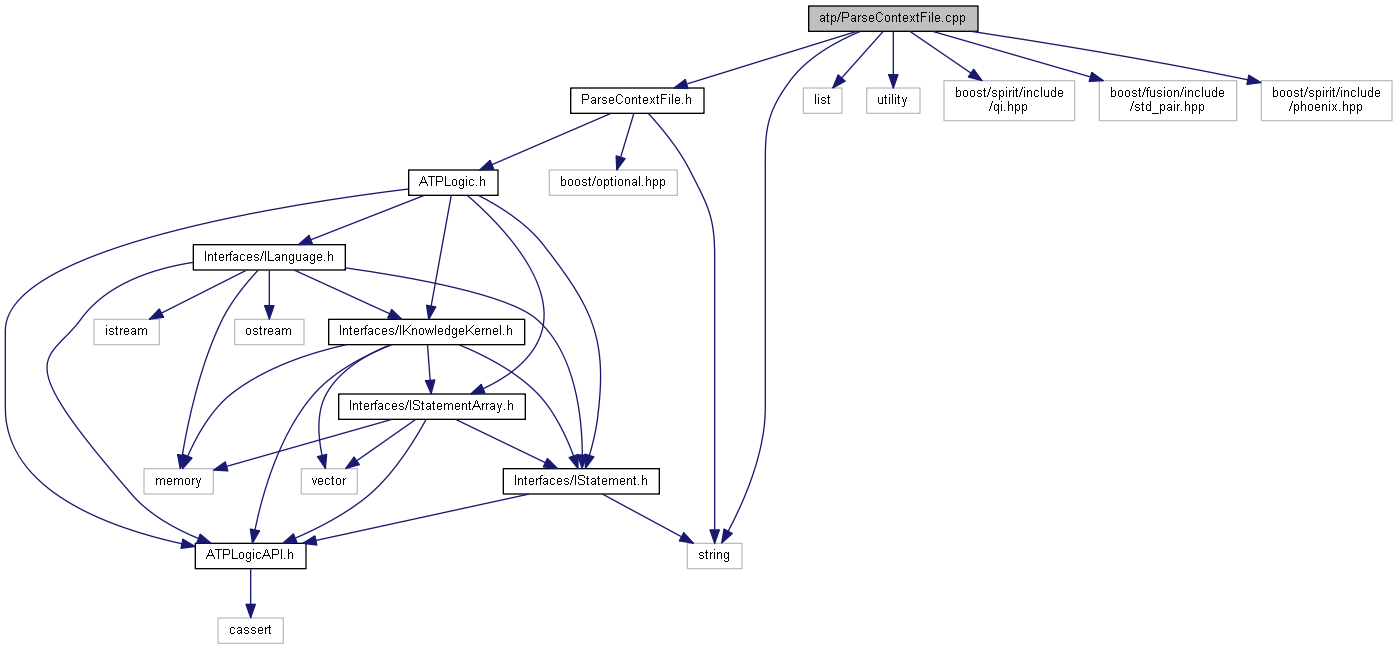 atp/ParseContextFile.cpp
ParseContextFile.h
list
utility
boost/spirit/include
/qi.hpp
boost/fusion/include
/std_pair.hpp
boost/spirit/include
/phoenix.hpp
ATPLogic.h
boost/optional.hpp
Interfaces/ILanguage.h
istream
ostream
Interfaces/IKnowledgeKernel.h
Interfaces/IStatementArray.h
memory
vector
Interfaces/IStatement.h
ATPLogicAPI.h
string
cassert